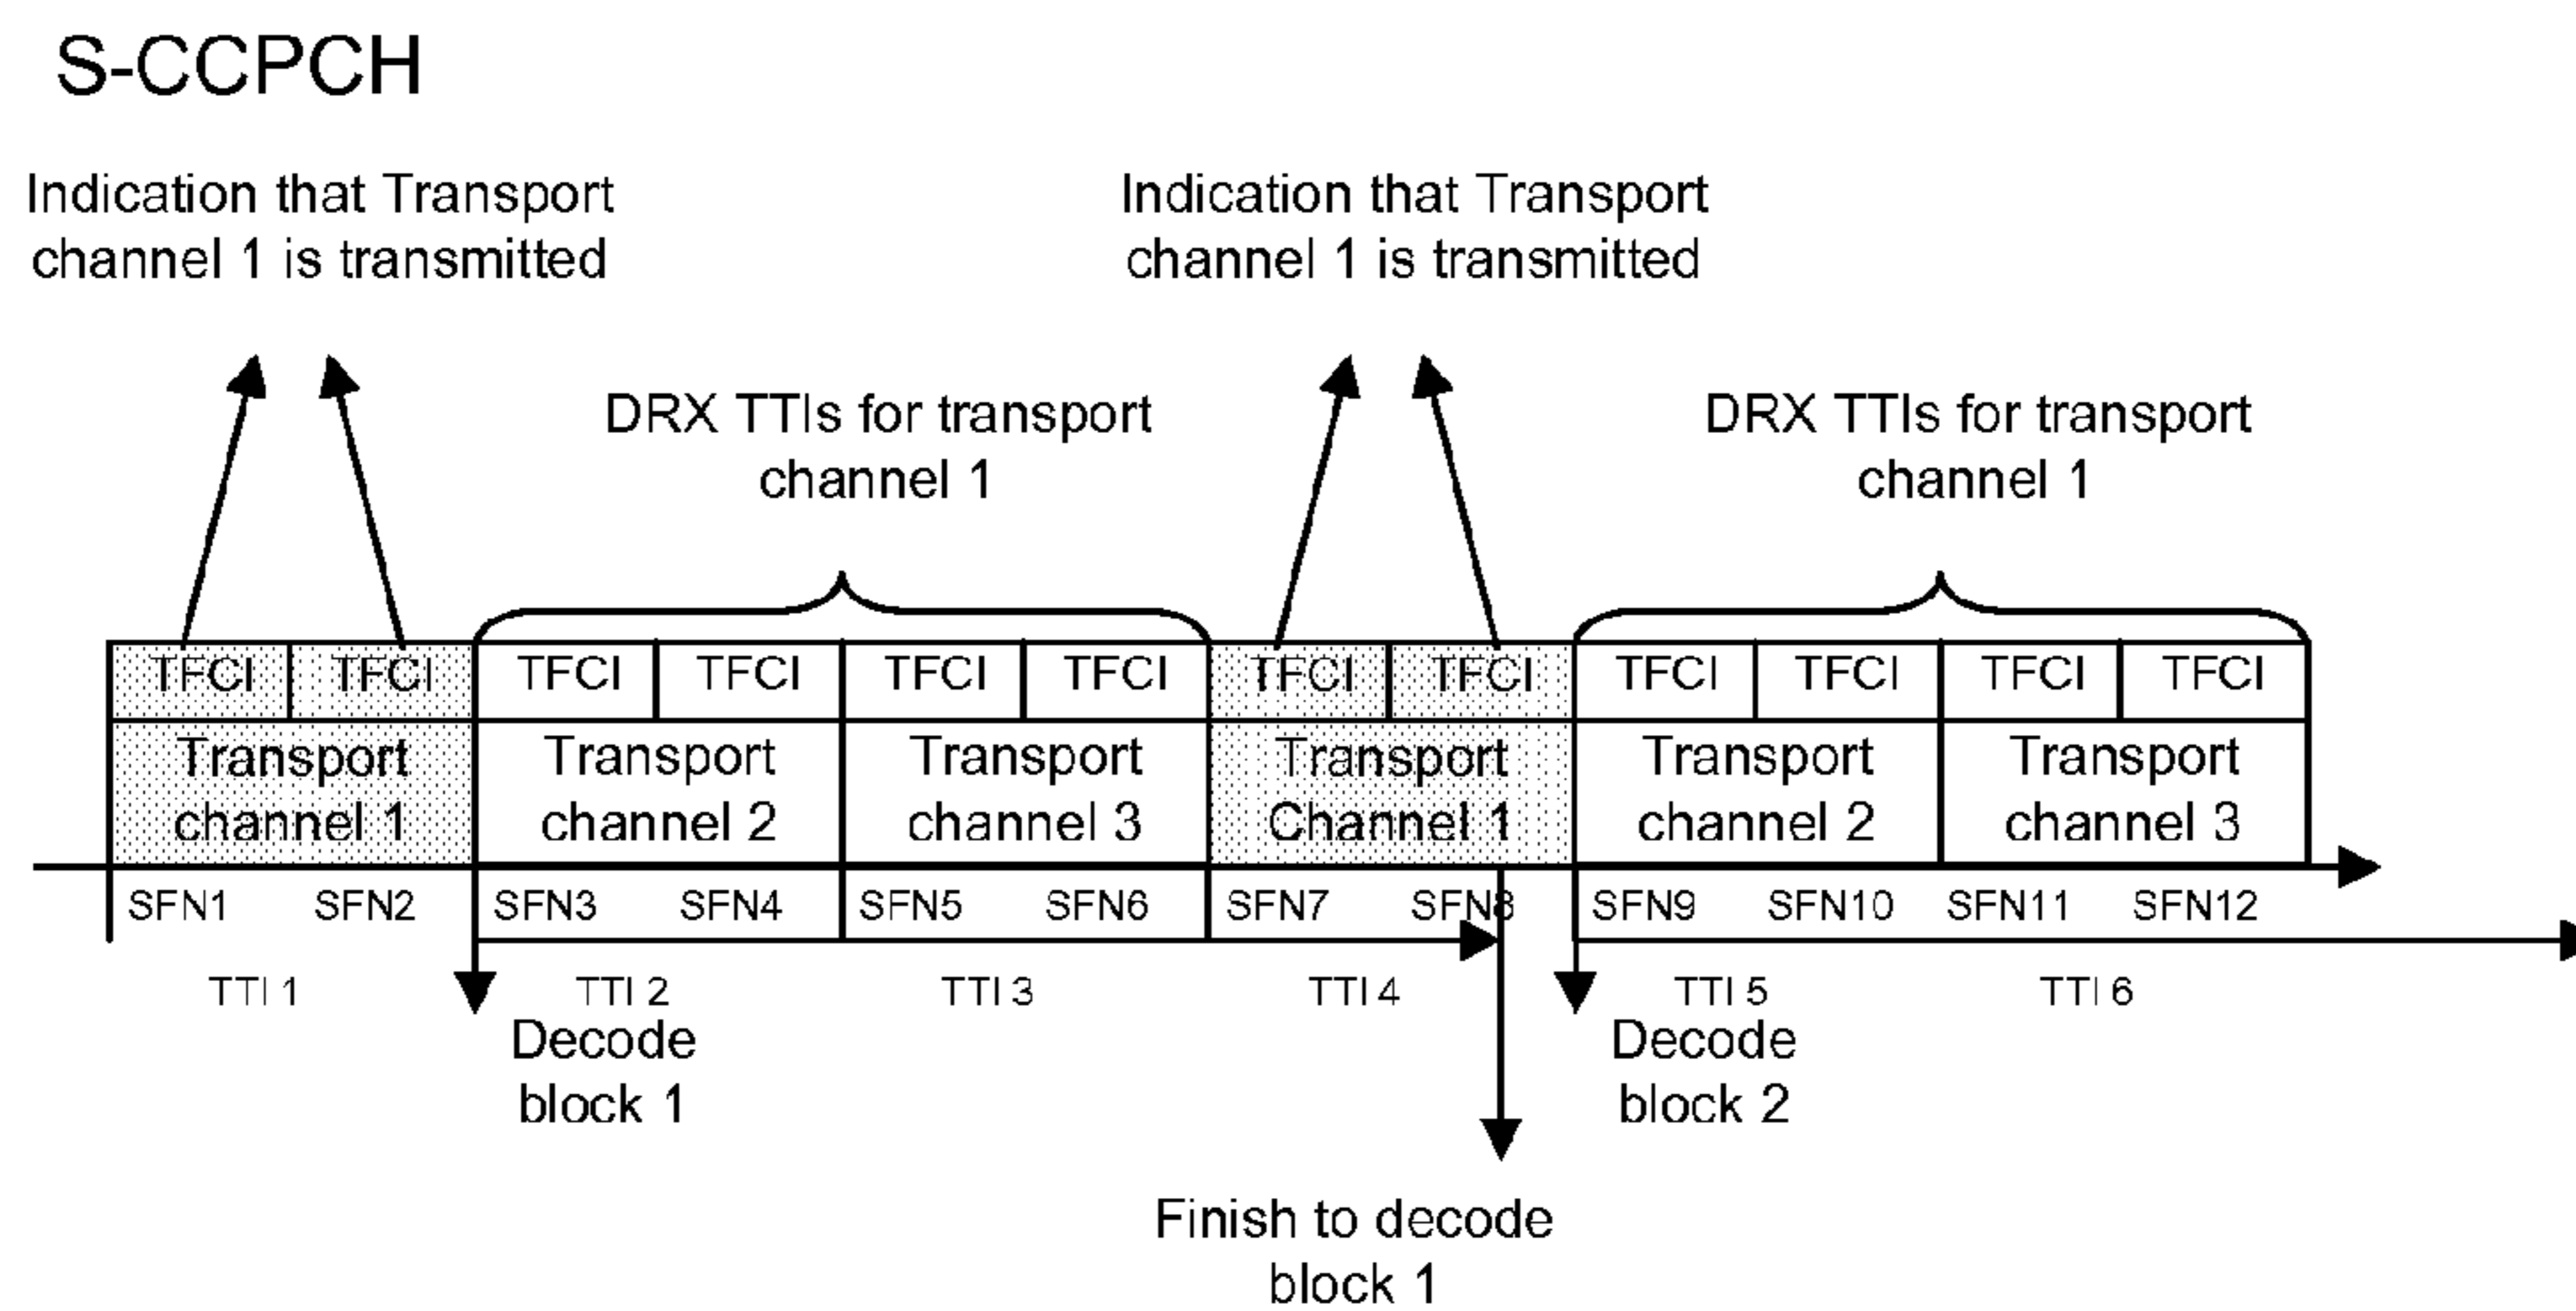 S-CCPCH
Indication that Transport
channel 1 is transmitted
Indication that Transport
channel 1 is transmitted
DRX TTIs for transport
channel 1
DRX TTIs for transport
channel 1
TFCI TFCI TFCI TFCI TFCI TFCI TFCI TFCI TFCI TFCI TFCI TFCI
Transport
channel 1
Transport
channel 2
Transport
channel 3
Transport
Channel 1
Transport
channel 2
Transport
channel 3
SFN1 SFN2 SFN3 SFN4 SFN5 SFN6 SFN7 SFN8 SFN9 SFN10 SFN11 SFN12
TTI 1 TTI 2 TTI 3 TTI 4 TTI 5 TTI 6
Decode
block 1
Decode
block 2
Finish to decode
block 1